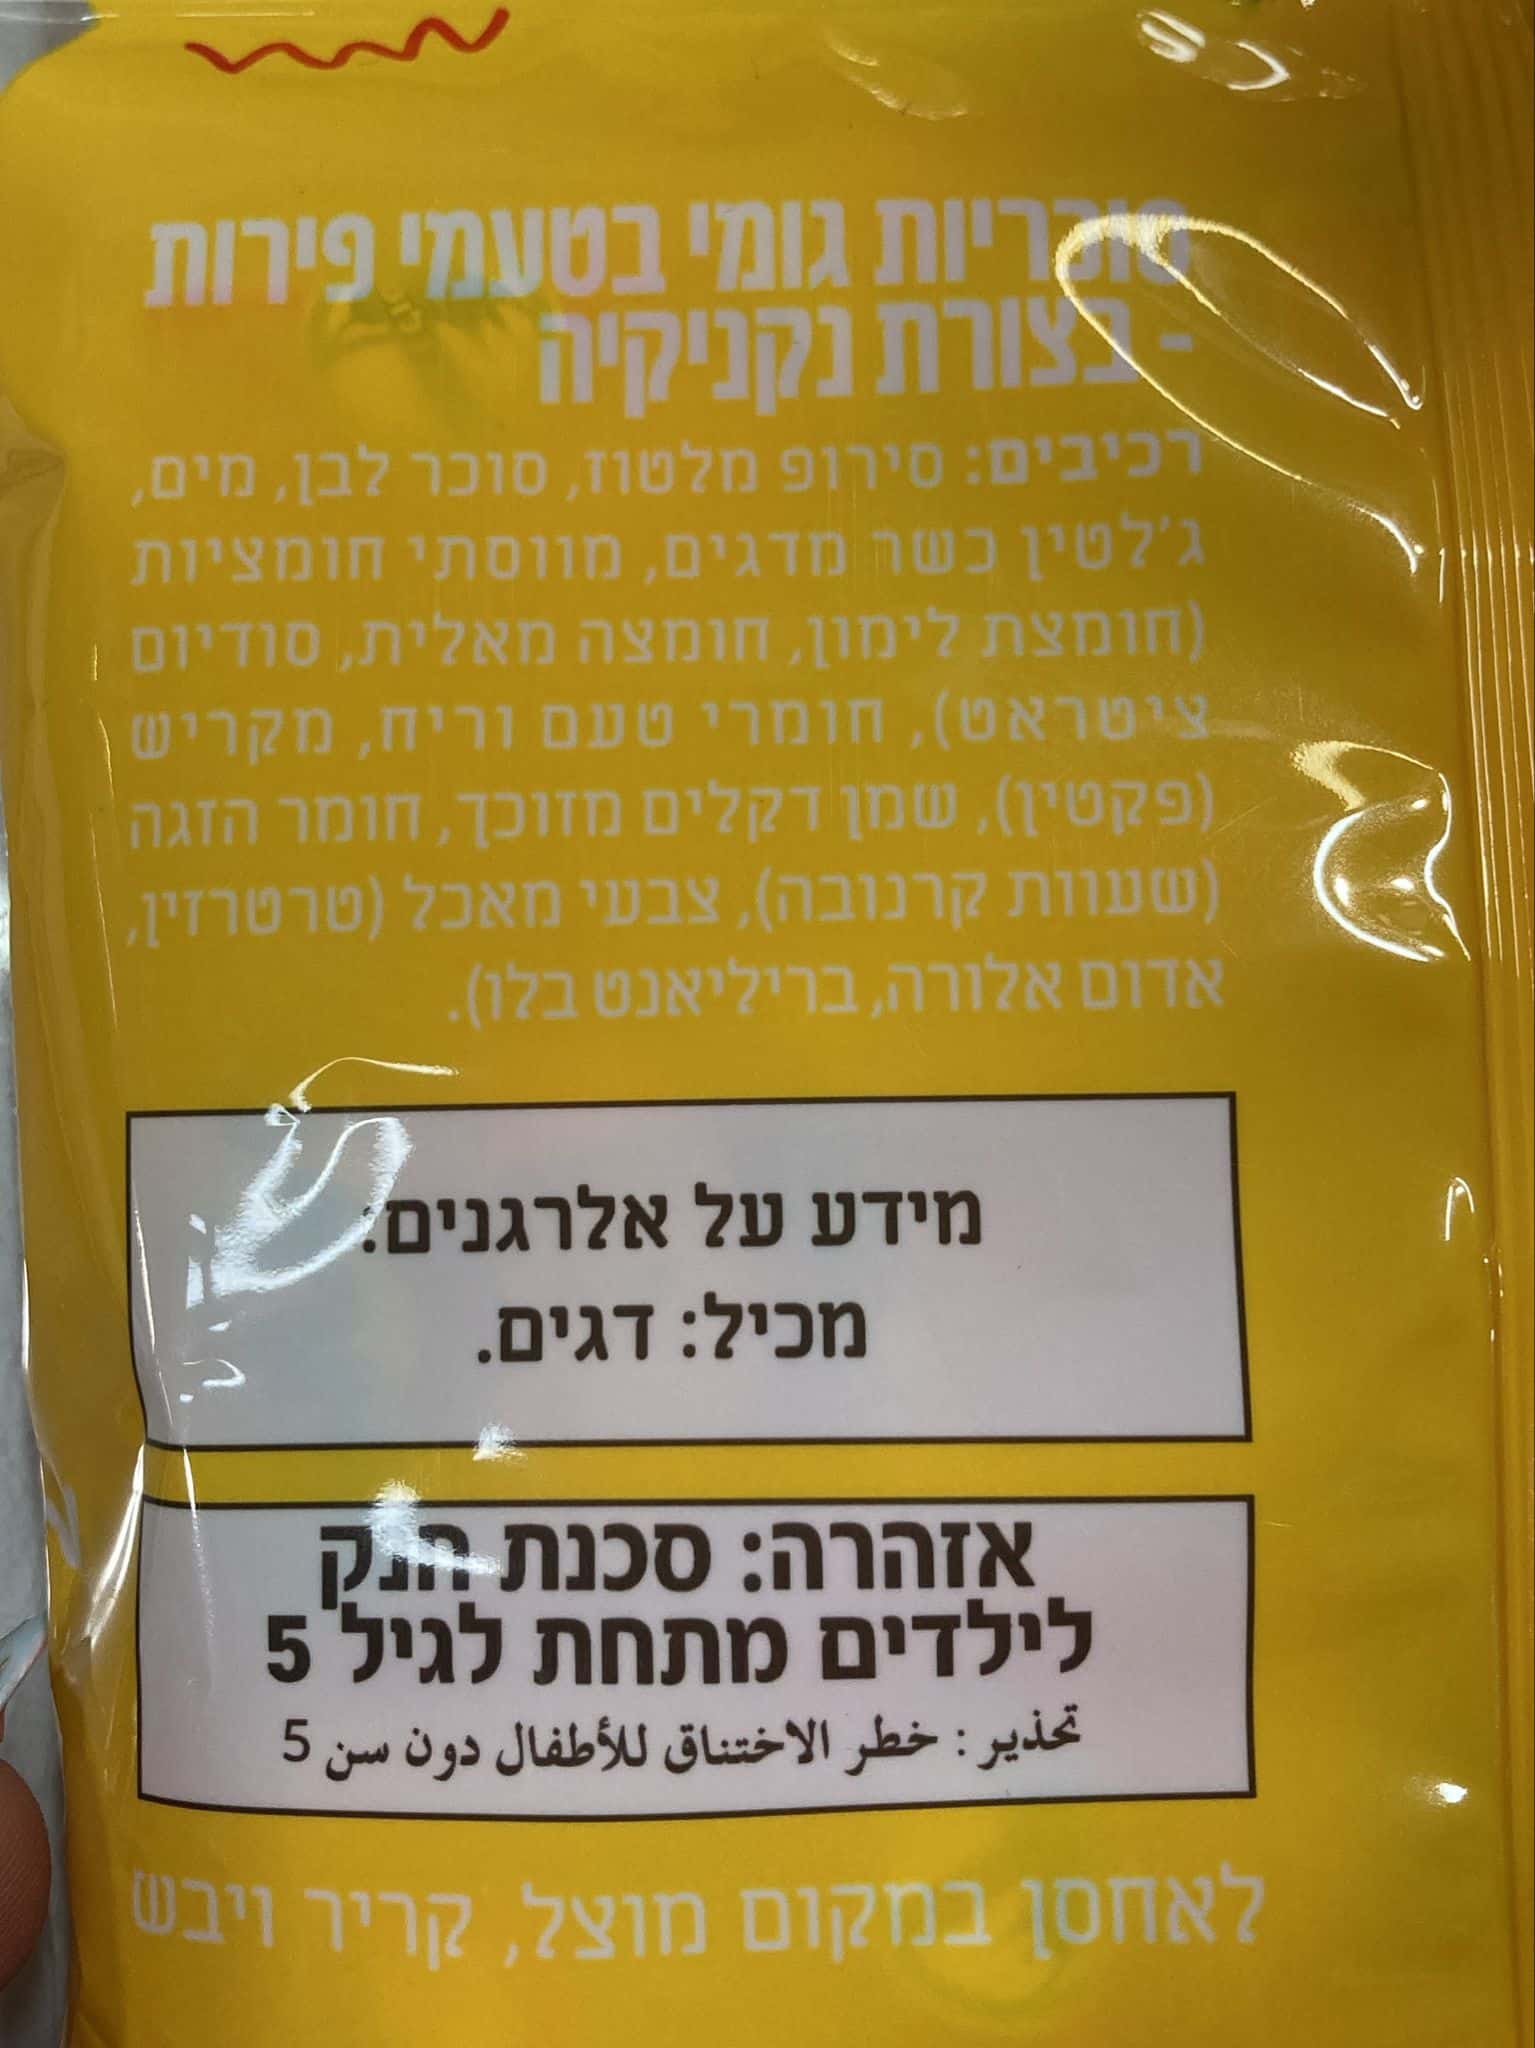 סוכריות גומי בטעמי פירות
- בצורת נקניקיה
רכיבים: סירופ מלטוז, סוכר לבן, מים,
ג'לטין כשר מדגים, מווסתי חומציות
(חומצת לימון, חומצה מאלית, סודיום
ציטראט), חומרי טעם וריח, מקריש
(פקטין), שמן דקלים מזוכך, חומר הזגה
(שעוות קרנובה), צבעי מאכל (טרטרזין,
אדום אלורה, בריליאנט בלו).
מידע על אלרגנים:
מכיל: דגים.
אזהרה: סכנת חנק
לילדים מתחת לגיל 5
تحذير : خطر الاختناق للأطفال دون سن 5
לאחסן במקום מוצל, קריר ויבש